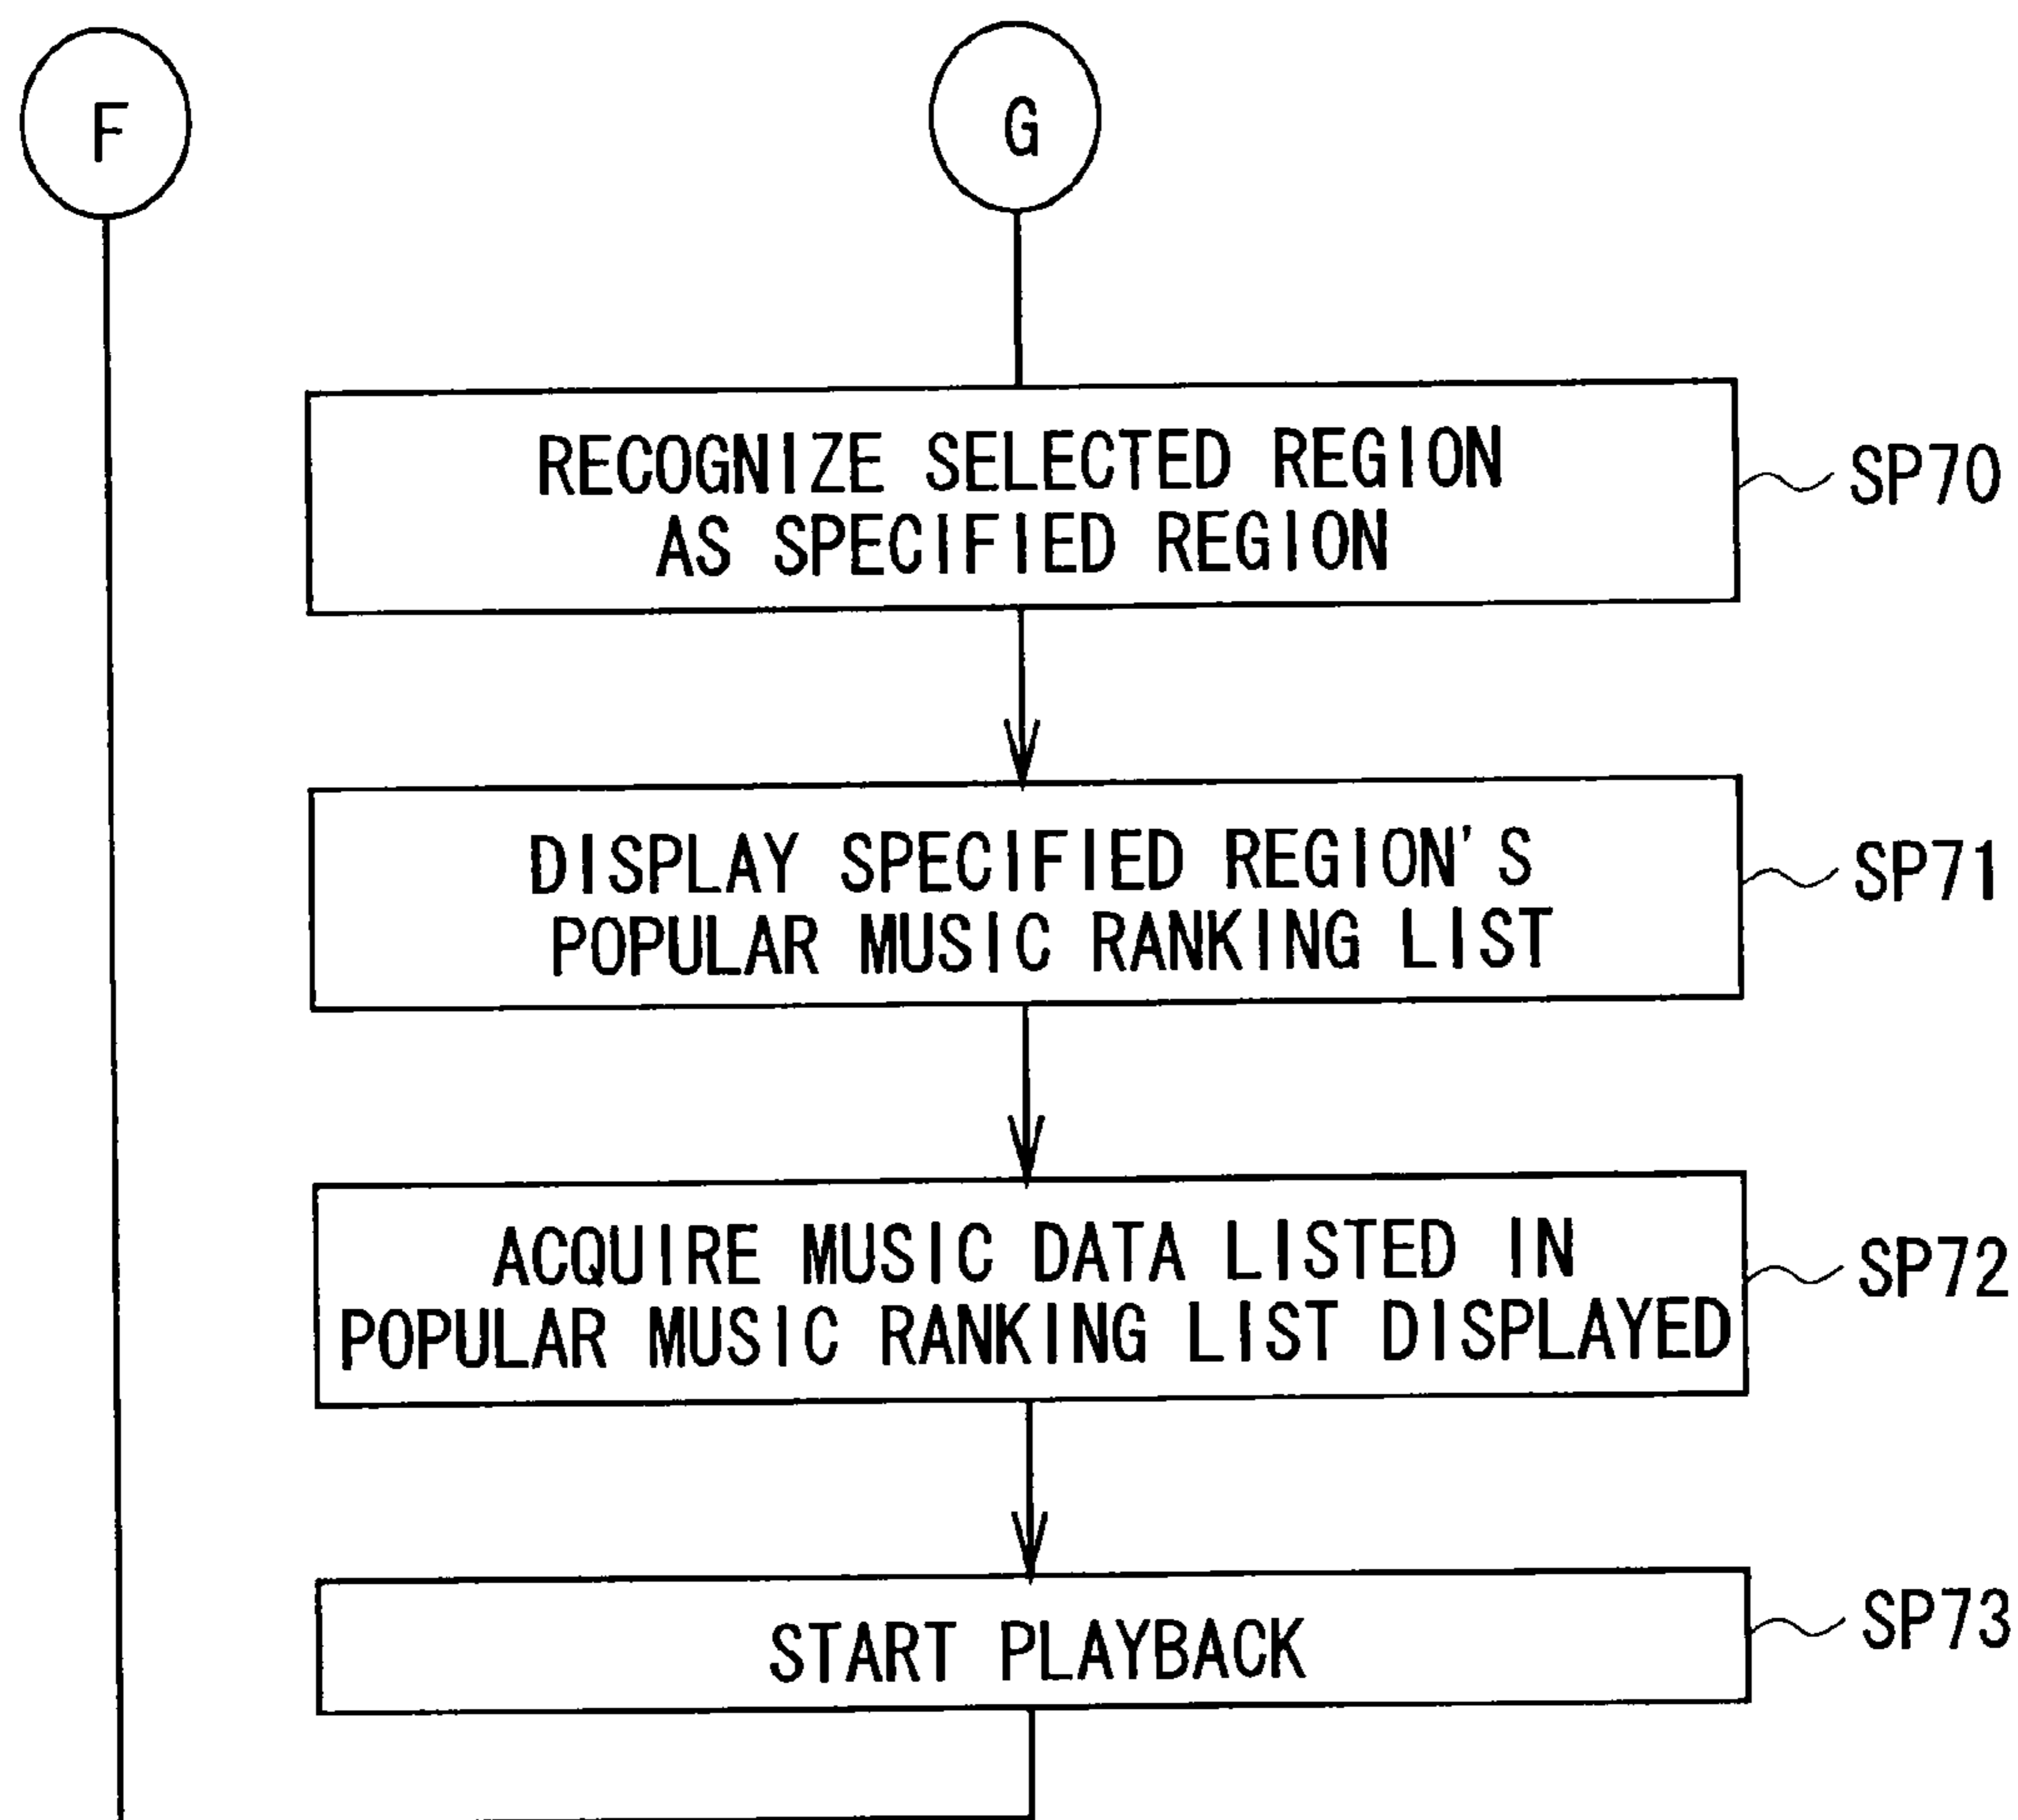 F
G
RECOGNIZE SELECTED REGION
AS SPECIFIED REGION
SP70
DISPLAY SPECIFIED REGION'S
POPULAR MUSIC RANKING LIST
SP71
ACQUIRE MUSIC DATA LISTED IN
POPULAR MUSIC RANKING LIST DISPLAYED
SP72
START PLAYBACK
SP73